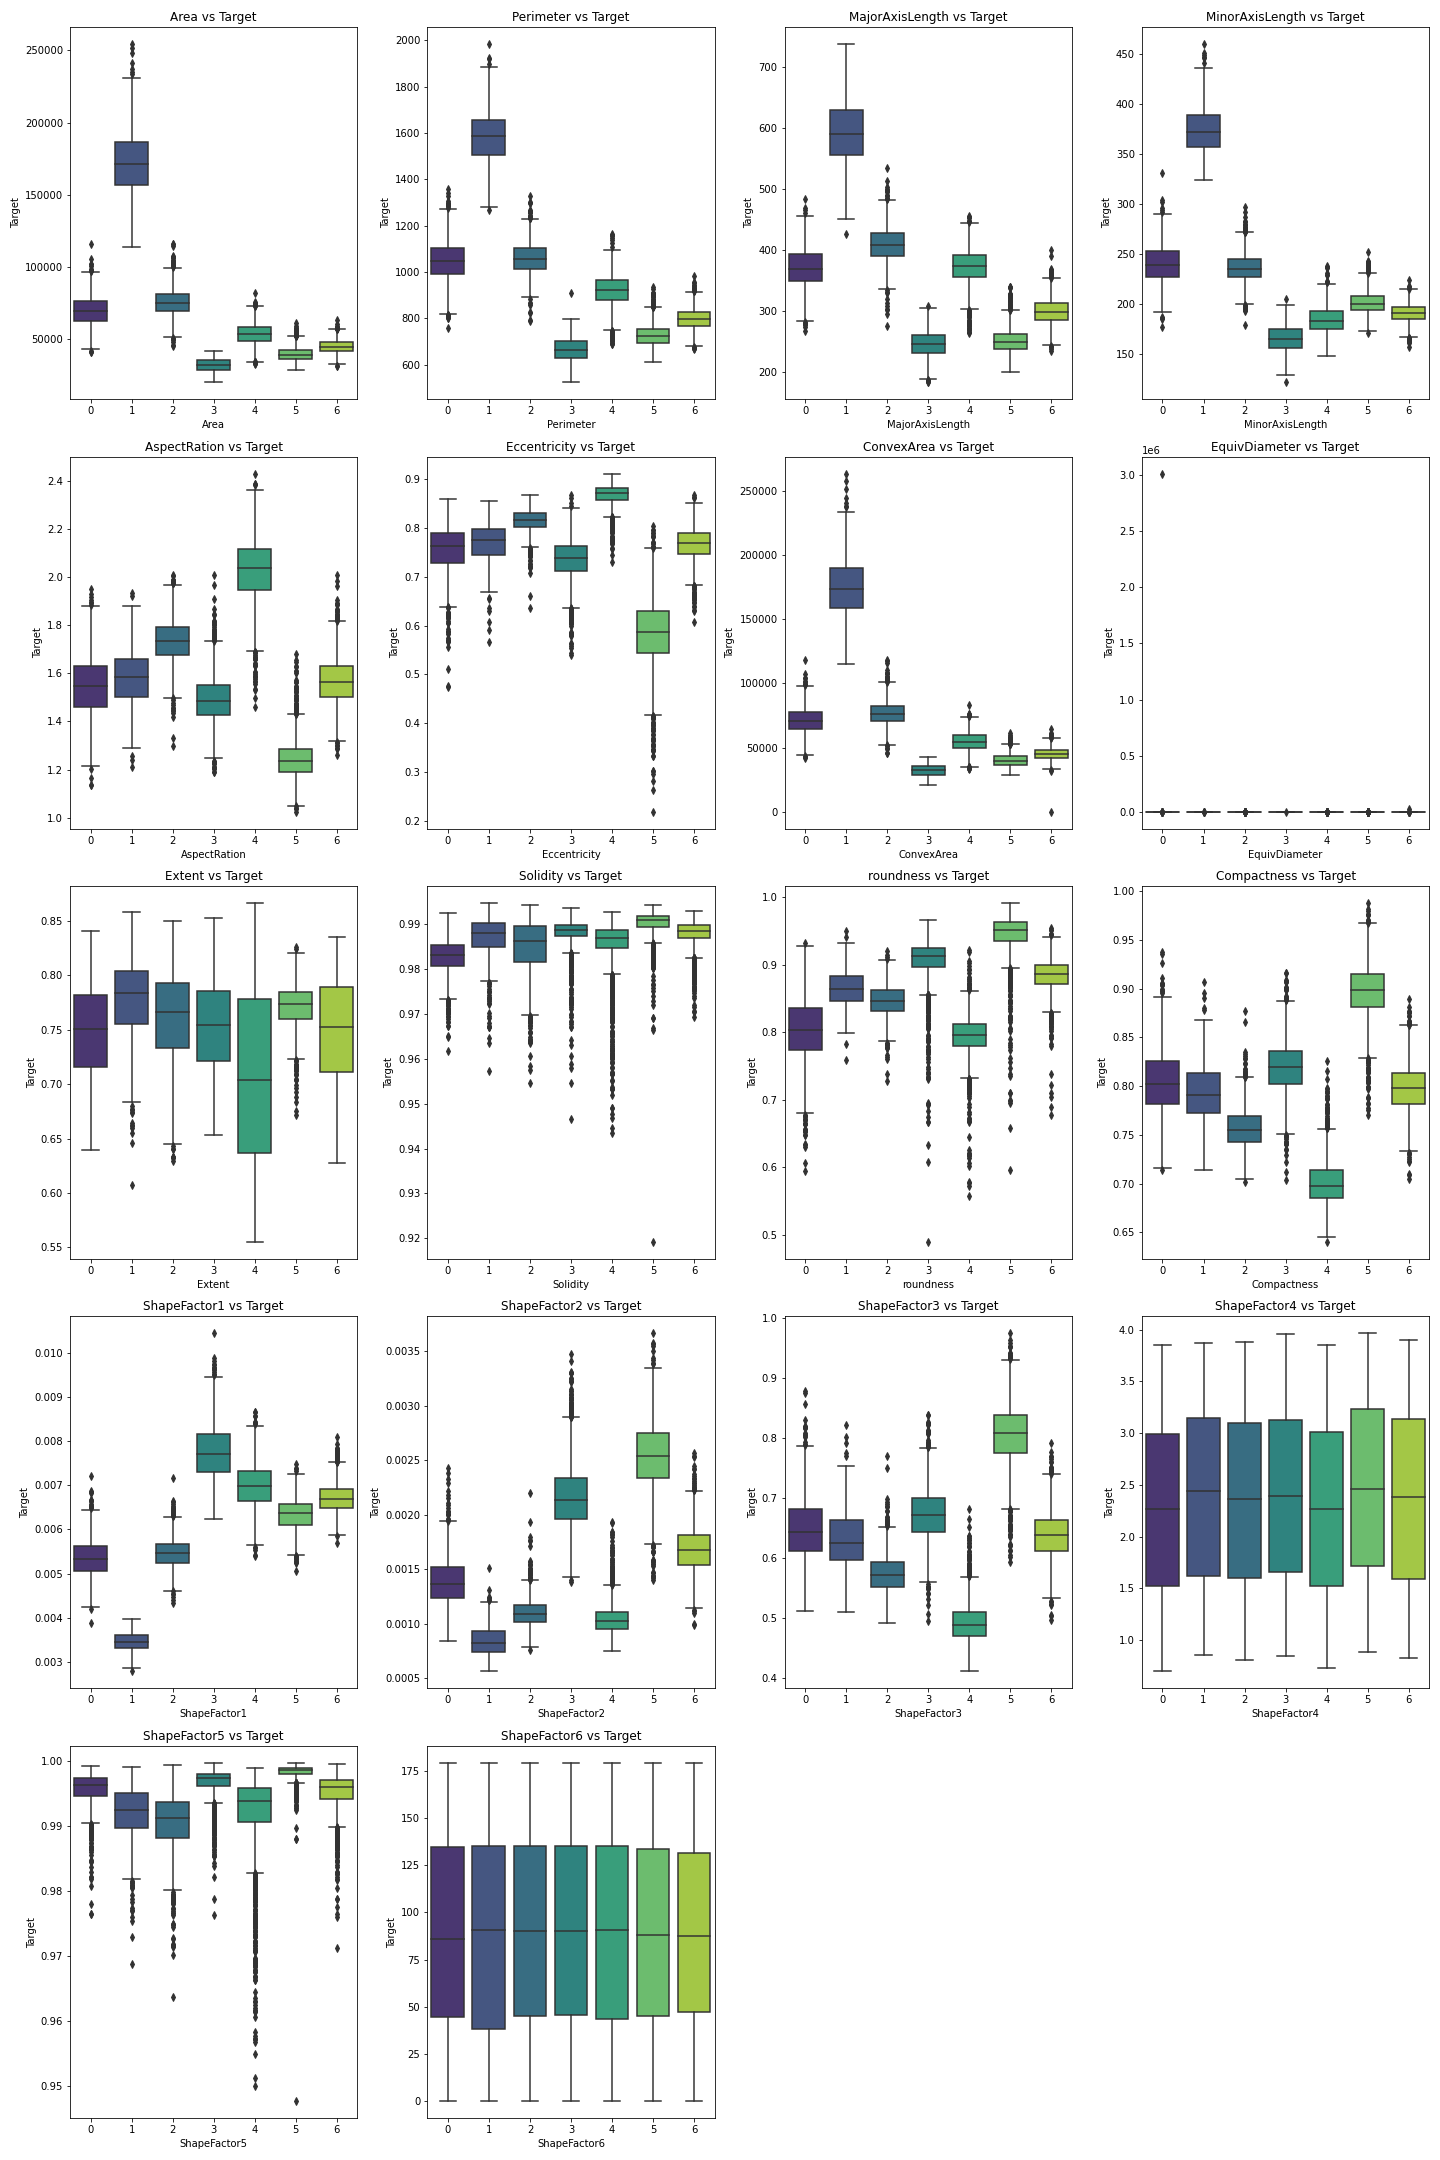 Area vs Target
Target
250000
200000
150000
100000
50000
0 1 2 3 4 5 6
Area
Perimeter vs Target
Target
2000
1800
1600
1400
1200
1000
800
600
0 1 2 3 4 5 6
Perimeter
MajorAxisLength vs Target
Target
700
600
500
400
300
200
0 1 2 3 4 5 6
MajorAxisLength
MinorAxisLength vs Target
Target
450
400
350
300
250
200
150
0 1 2 3 4 5 6
MinorAxisLength
AspectRation vs Target
Target
2.4
2.2
2.0
1.8
1.6
1.4
1.2
1.0
0 1 2 3 4 5 6
AspectRation
Eccentricity vs Target
Target
0.9
0.8
0.7
0.6
0.5
0.4
0.3
0.2
0 1 2 3 4 5 6
Eccentricity
ConvexArea vs Target
Target
250000
200000
150000
100000
50000
0
0 1 2 3 4 5 6
ConvexArea
EquivDiameter vs Target
1e6
Target
3.0
2.5
2.0
1.5
1.0
0.5
0.0
0 1 2 3 4 5 6
EquivDiameter
Extent vs Target
Target
0.85
0.80
0.75
0.70
0.65
0.60
0.55
0 1 2 3 4 5 6
Extent
Solidity vs Target
Target
0.99
0.98
0.97
0.96
0.95
0.94
0.93
0.92
0 1 2 3 4 5 6
Solidity
roundness vs Target
Target
1.0
0.9
0.8
0.7
0.6
0.5
0 1 2 3 4 5 6
roundness
Compactness vs Target
Target
1.00
0.95
0.90
0.85
0.80
0.75
0.70
0.65
0 1 2 3 4 5 6
Compactness
ShapeFactor1 vs Target
Target
0.010
0.009
0.008
0.007
0.006
0.005
0.004
0.003
0 1 2 3 4 5 6
ShapeFactor1
ShapeFactor2 vs Target
Target
0.0035
0.0030
0.0025
0.0020
0.0015
0.0010
0.0005
0 1 2 3 4 5 6
ShapeFactor2
ShapeFactor3 vs Target
Target
1.0
0.9
0.8
0.7
0.6
0.5
0.4
0 1 2 3 4 5 6
ShapeFactor3
ShapeFactor4 vs Target
Target
4.0
3.5
3.0
2.5
2.0
1.5
1.0
0 1 2 3 4 5 6
ShapeFactor4
ShapeFactor5 vs Target
Target
1.00
0.99
0.98
0.97
0.96
0.95
0 1 2 3 4 5 6
ShapeFactor5
ShapeFactor6 vs Target
Target
175
150
125
100
75
50
25
0
0 1 2 3 4 5 6
ShapeFactor6